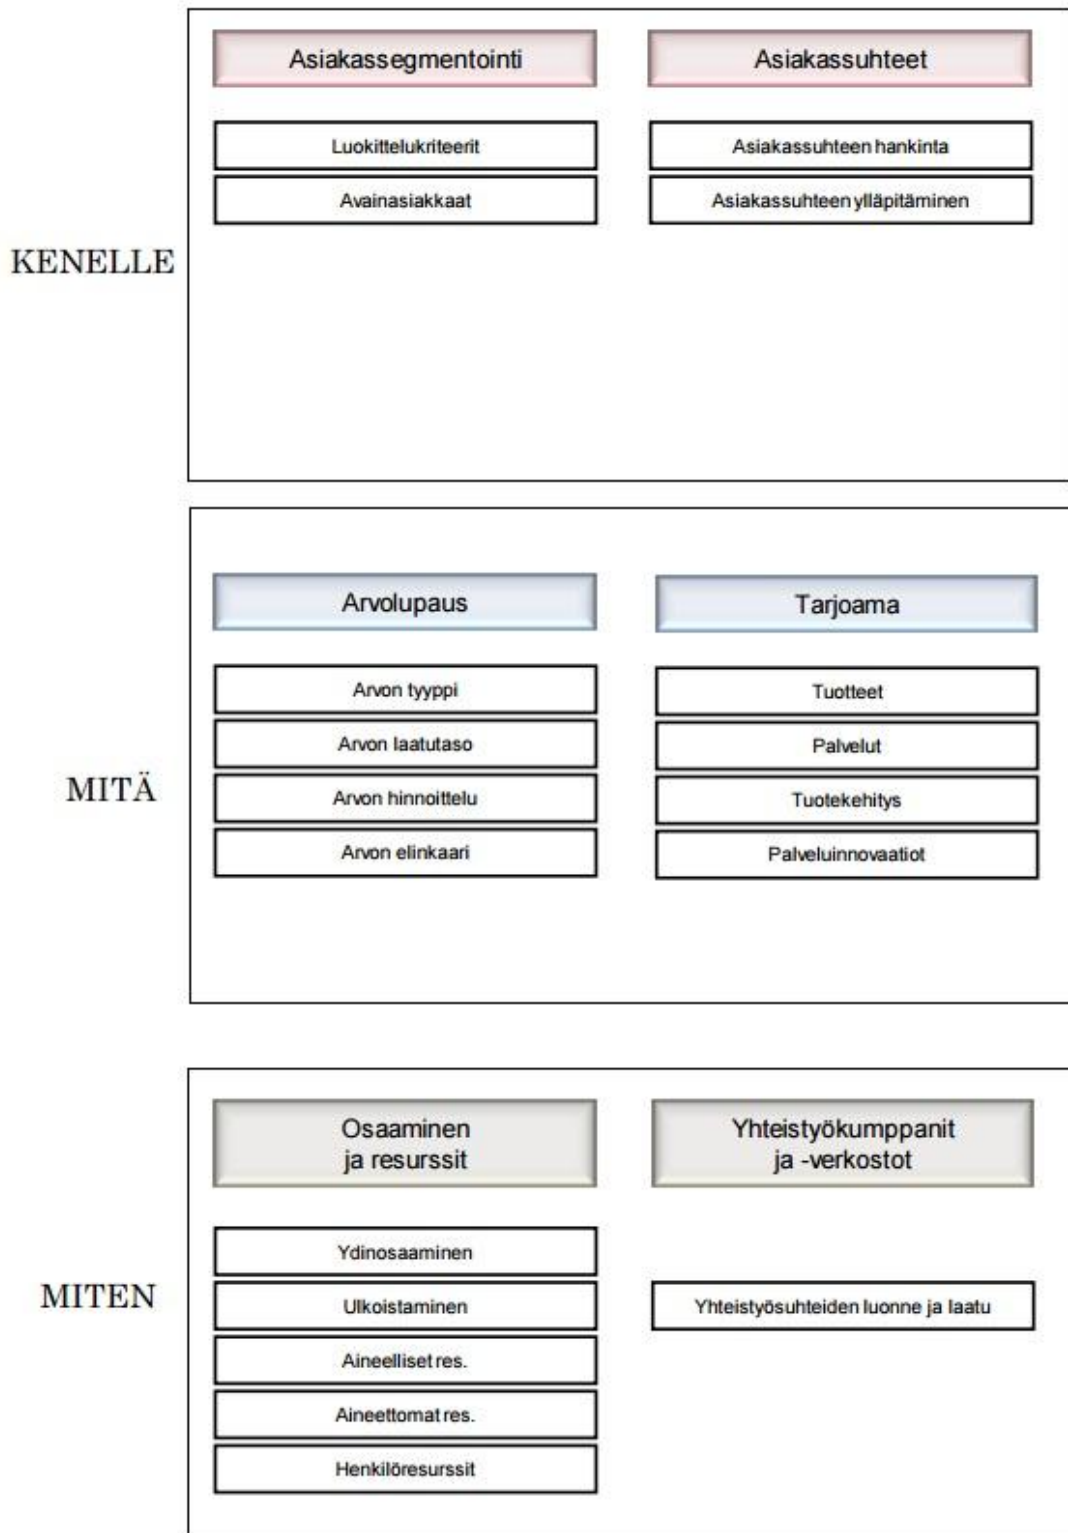 KENELLE
Asiakassegmentointi
Luokittelukriteerit
Avainasiakkaat
Asiakassuhteet
Asiakassuhteen hankinta
Asiakassuhteen ylläpitäminen
MITÄ
Arvolupaus
Arvon tyyppi
Arvon laatutaso
Arvon hinnoittelu
Arvon elinkaari
Tarjoama
Tuotteet
Palvelut
Tuotekehitys
Palveluinnovaatiot
MITEN
Osaaminen
ja resurssit
Ydinosaaminen
Ulkoistaminen
Aineelliset res.
Aineettomat res.
Henkilöresurssit
Yhteistyökumppanit
ja -verkostot
Yhteistyösuhteiden luonne ja laatu